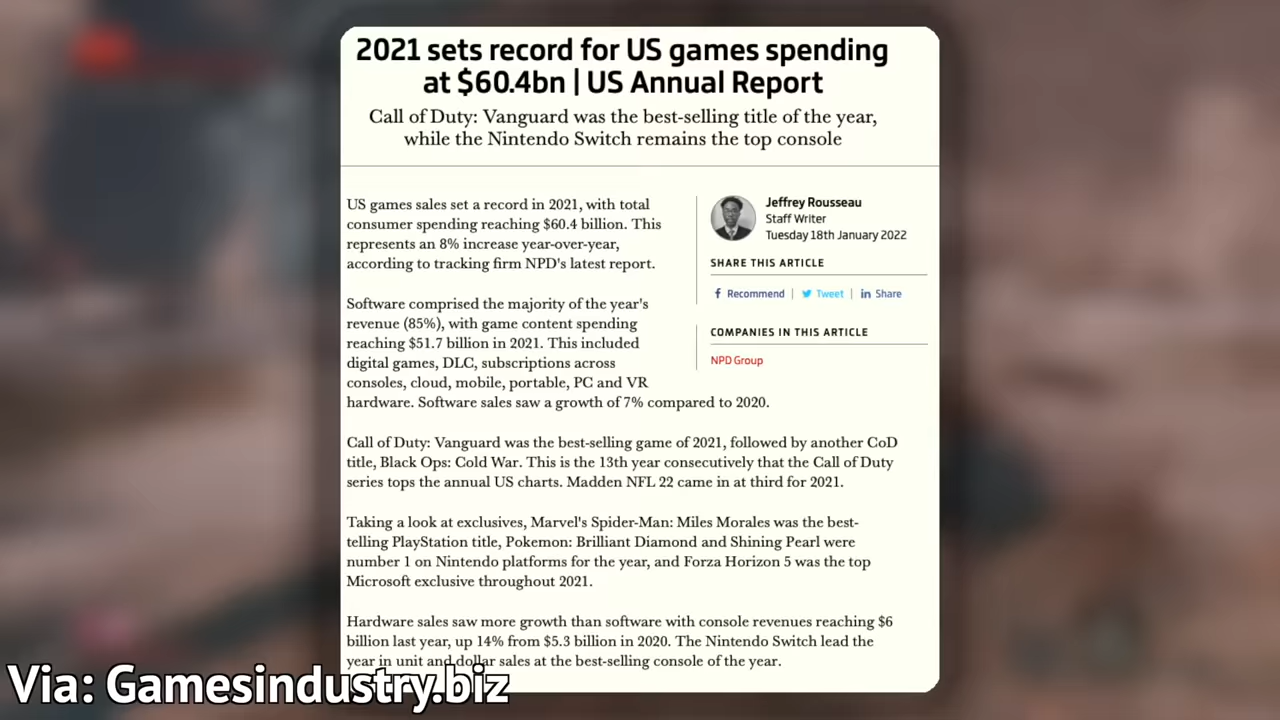 2021 sets record for US games spending
at $60.4bn | US Annual Report
Call of Duty: Vanguard was the best-selling title of the year,
while the Nintendo Switch remains the top console
US games sales set a record in 2021, with total
consumer spending reaching $60.4 billion. This
represents an 8% increase year-over-year,
according to tracking firm NPD's latest report.
Software comprised the majority of the year's
revenue (85%), with game content spending
reaching $51.7 billion in 2021. This included
digital games, DLC, subscriptions across
consoles, cloud, mobile, portable, PC and VR
hardware. Software sales saw a growth of 7% compared to 2020.
Jeffrey Rousseau
Staff Writer
Tuesday 18th January 2022
SHARE THIS ARTICLE
Recommend | Tweet | in Share
COMPANIES IN THIS ARTICLE
NPD Group
Call of Duty: Vanguard was the best-selling game of 2021, followed by another CoD
title, Black Ops: Cold War. This is the 13th year consecutively that the Call of Duty
series tops the annual US charts. Madden NFL 22 came in at third for 2021.
Taking a look at exclusives, Marvel's Spider-Man: Miles Morales was the best-
telling PlayStation title, Pokemon: Brilliant Diamond and Shining Pearl were
number 1 on Nintendo platforms for the year, and Forza Horizon 5 was the top
Microsoft exclusive throughout 2021.
Hardware sales saw more growth than software with console revenues reaching $6
billion last year, up 14% from $5.3 billion in 2020. The Nintendo Switch lead the
year in unit and dollar sales at the best-selling console of the year.
Via: Gamesindustry.biz